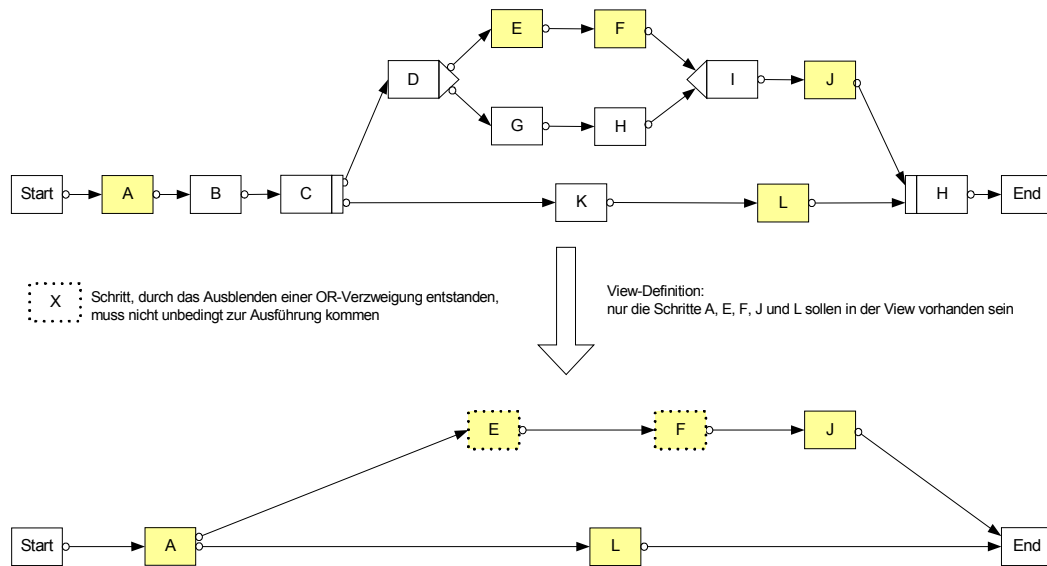 E
F
D
I
J
G
H
Start
A
B
C
K
L
H
End
X
Schritt, durch das Ausblenden einer OR-Verzweigung entstanden,
muss nicht unbedingt zur Ausführung kommen
View-Definition:
nur die Schritte A, E, F, J und L sollen in der View vorhanden sein
E
F
J
Start
A
L
End